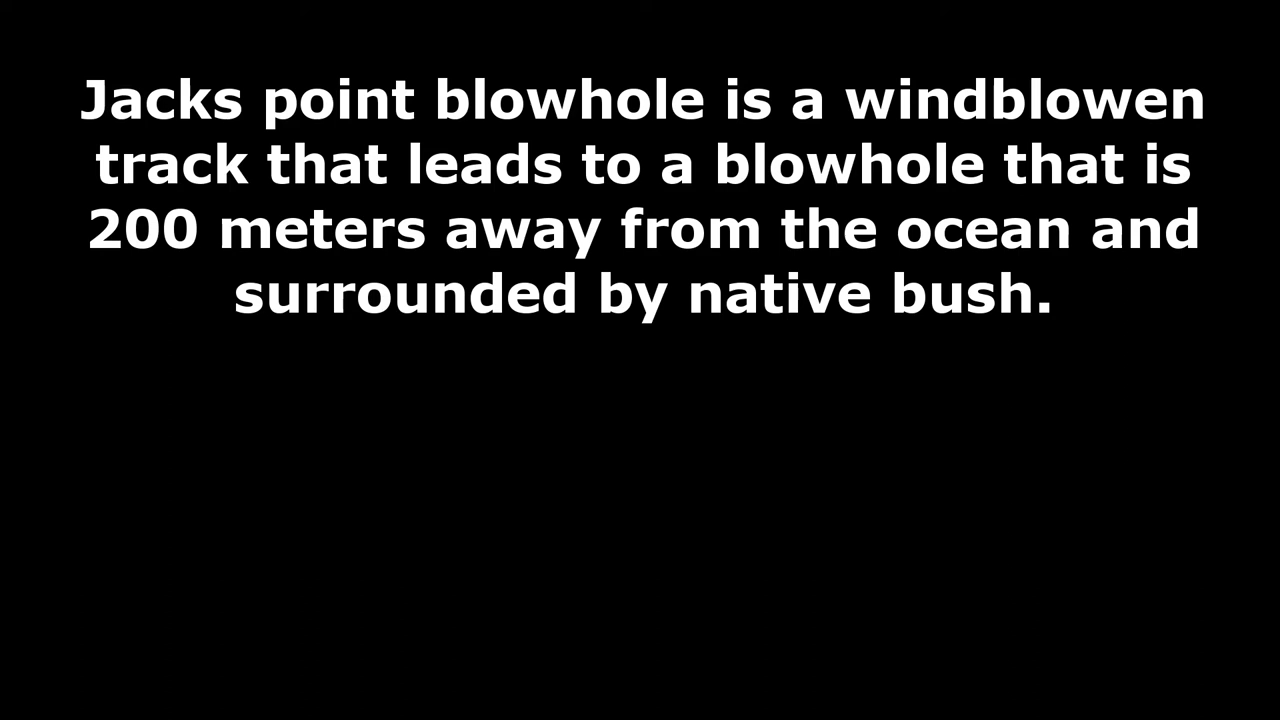 Jacks point blowhole is a windblowen
track that leads to a blowhole that is
200 meters away from the ocean and
surrounded by native bush.